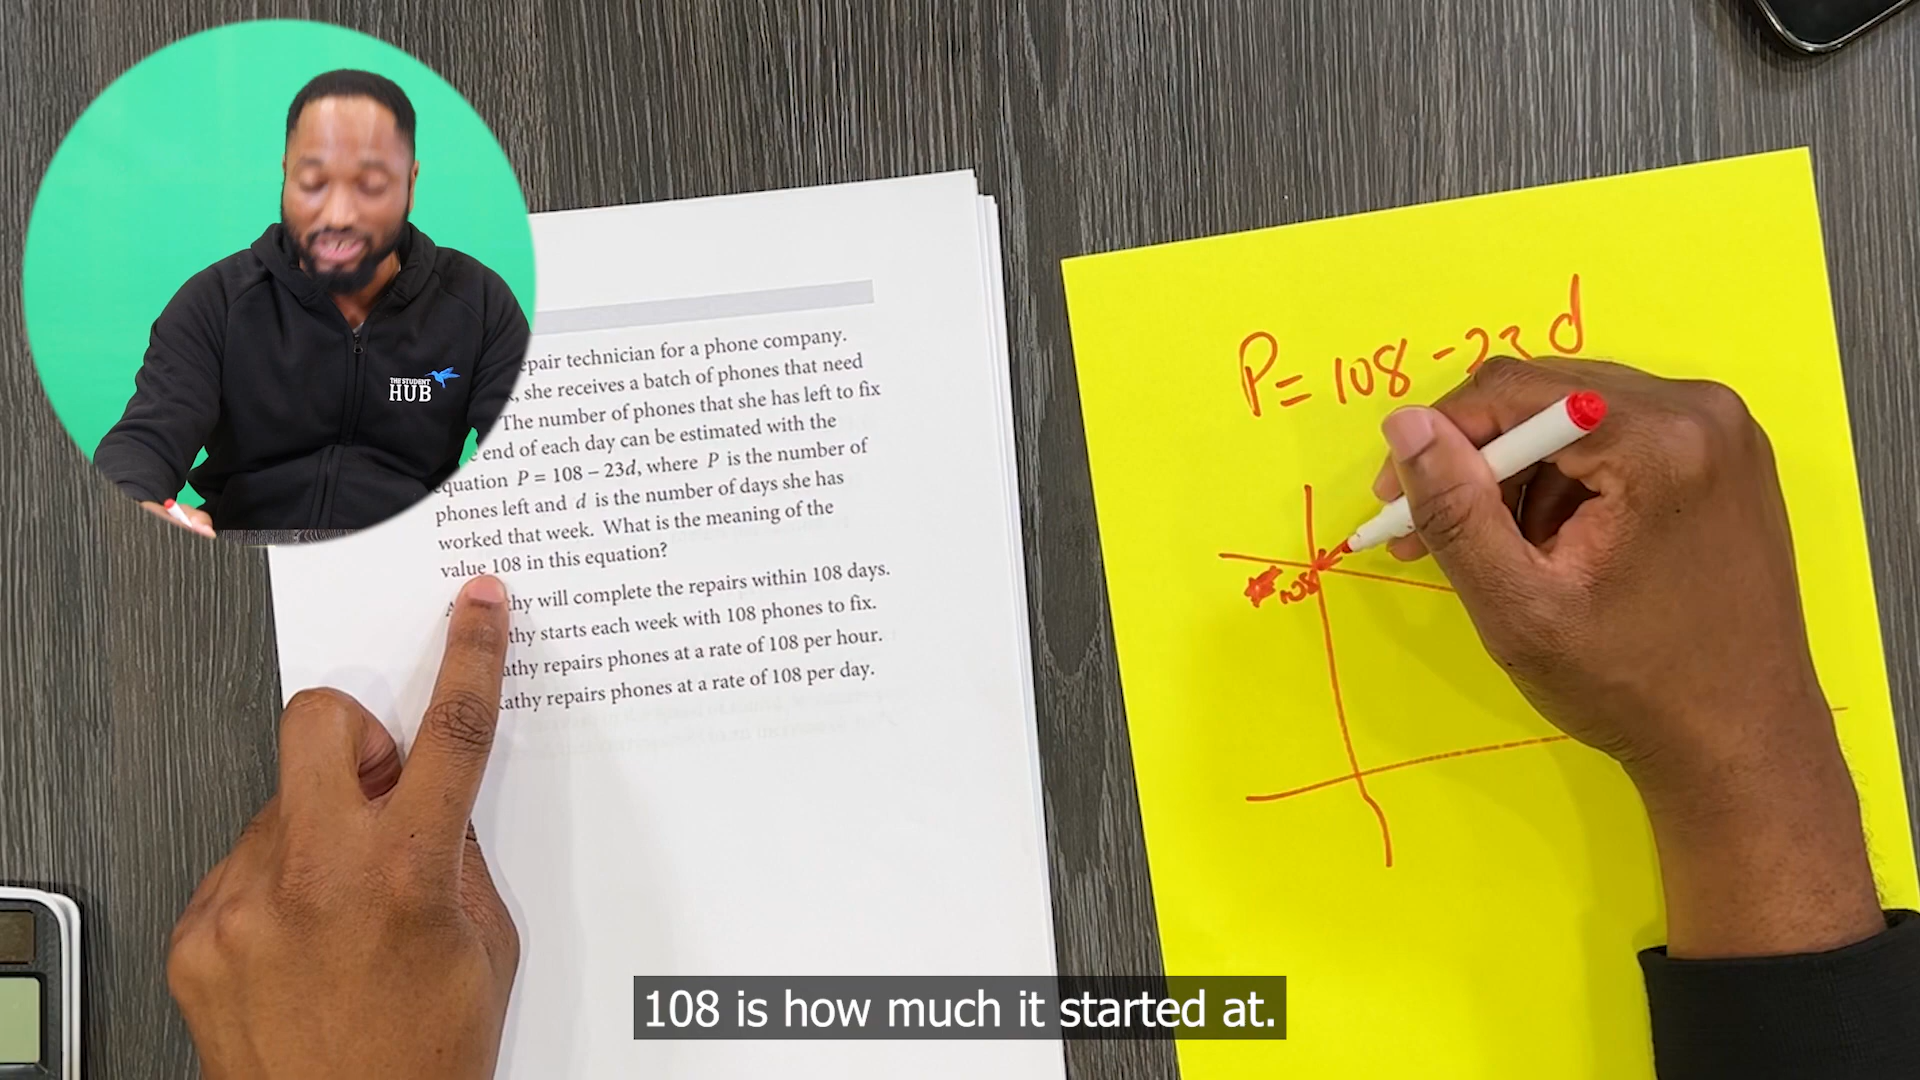 THE STUDENT
HUB
epair technician for a phone company.
she receives a batch of phones that need
The number of phones that she has left to fix
end of each day can be estimated with the
equation P = 108 – 23d, where P is the number of
phones left and d is the number of days she has
worked that week. What is the meaning of the
value 108 in this equation?
thy will complete the repairs within 108 days.
thy starts each week with 108 phones to fix.
athy repairs phones at a rate of 108 per hour.
Kathy repairs phones at a rate of 108 per day.
P= 108 -23d
108
108 is how much it started at.